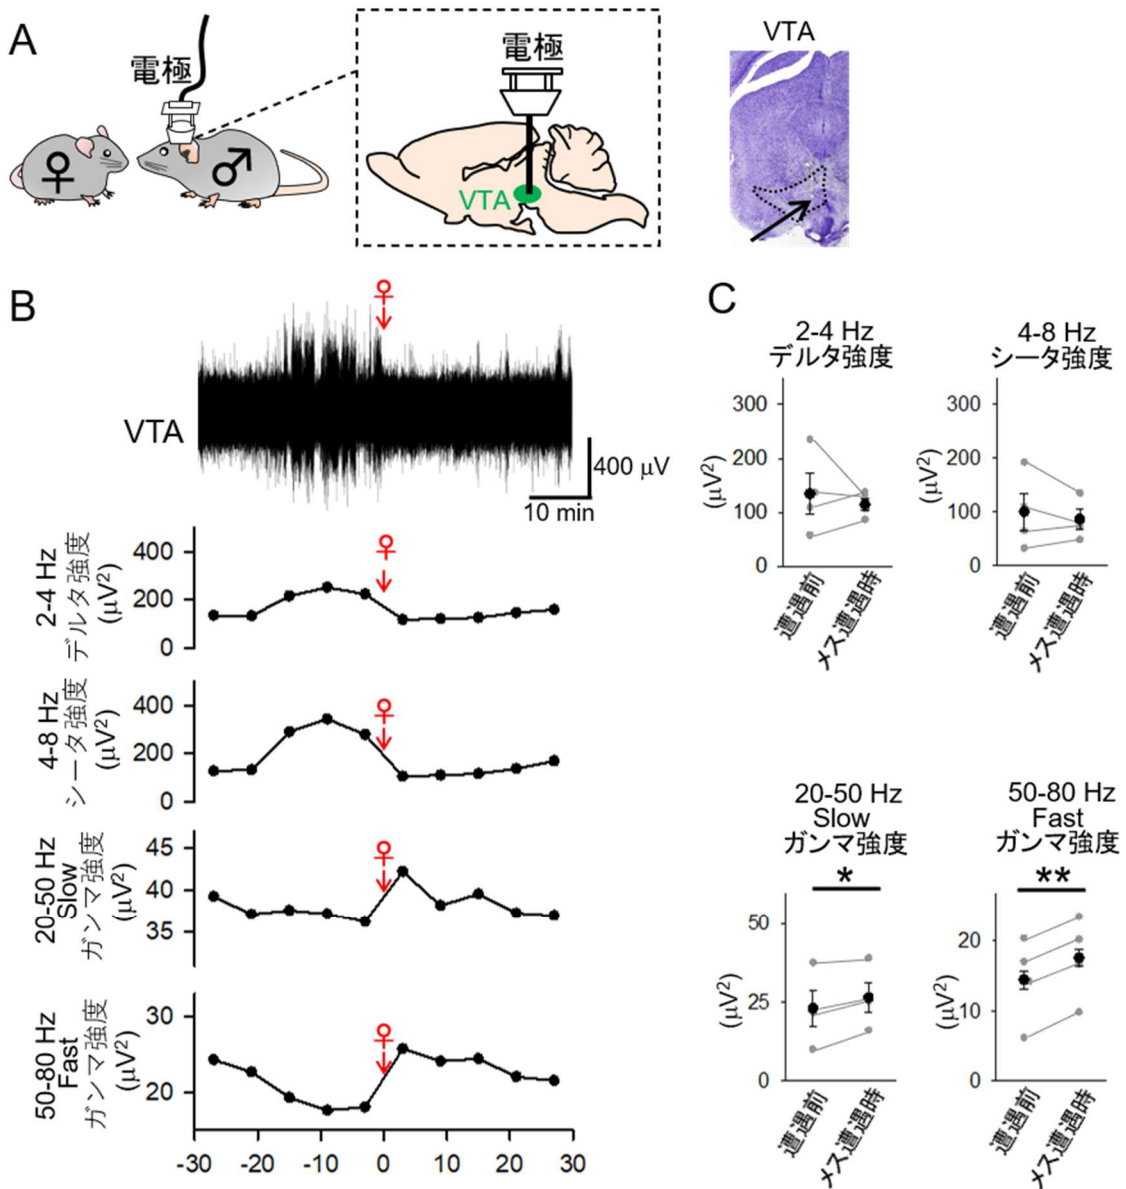 A
電極
♀
♂
電極
VTA
VTA
B
♀
VTA
400 μV
10 min
2-4 Hz
デルタ強度
(μV²)
400
200
0
♀
4-8 Hz
シータ強度
(μV²)
400
200
0
♀
20-50 Hz
Slow
ガンマ強度
(μV²)
45
40
35
♀
50-80 Hz
Fast
ガンマ強度
(μV²)
30
20
♀
-30 -20 -10 0 10 20 30
C
2-4 Hz
デルタ強度
(μV²)
300
200
100
0
遭遇前
メス遭遇時
4-8 Hz
シータ強度
(μV²)
300
200
100
0
遭遇前
メス遭遇時
20-50 Hz
Slow
ガンマ強度
*
(μV²)
50
25
0
遭遇前
メス遭遇時
50-80 Hz
Fast
ガンマ強度
**
(μV²)
20
10
0
遭遇前
メス遭遇時